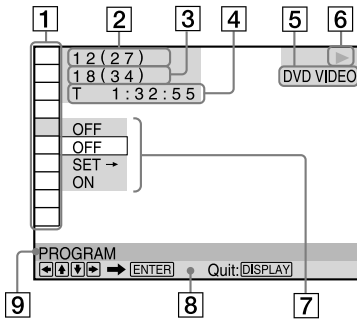 1 2 3 4 5 6
12(27)
18(34)
T 1:32:55
DVD VIDEO
OFF
OFF
SET →
ON
PROGRAM
←↑↓→ ➡ ENTER Quit: DISPLAY
9 8 7